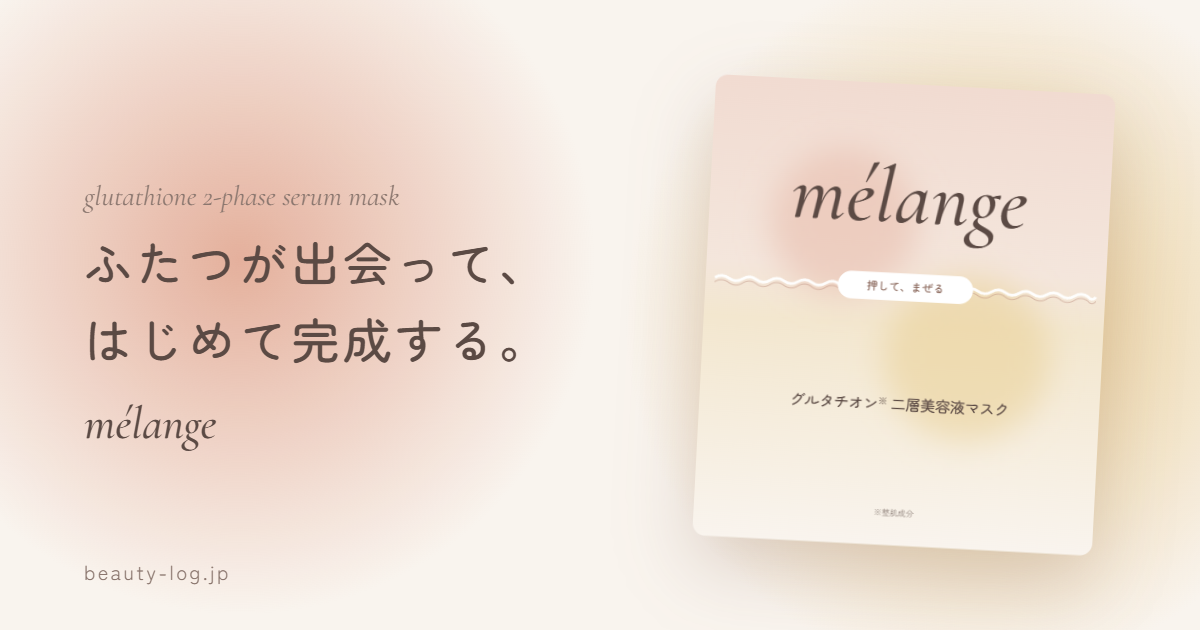 glutathione 2-phase serum mask
ふたつが出会って、
はじめて完成する。
mélange
beauty-log.jp
mélange
押して、まぜる
グルタチオン※ 二層美容液マスク
※整肌成分